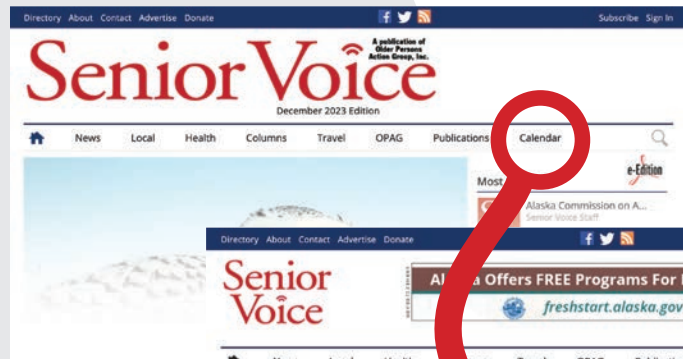 Directory About Contact Advertise Donate
Subscribe Sign In
Senior Voice
A publication of
Older Persons
Action Group, Inc.
December 2023 Edition
News Local Health Columns Travel OPAG Publications Calendar
e-Edition
Most
Alaska Commission on A...
Senior Voice Staff
Directory About Contact Advertise Donate
Senior
Voice
Offers FREE Programs For
freshstart.alaska.gov